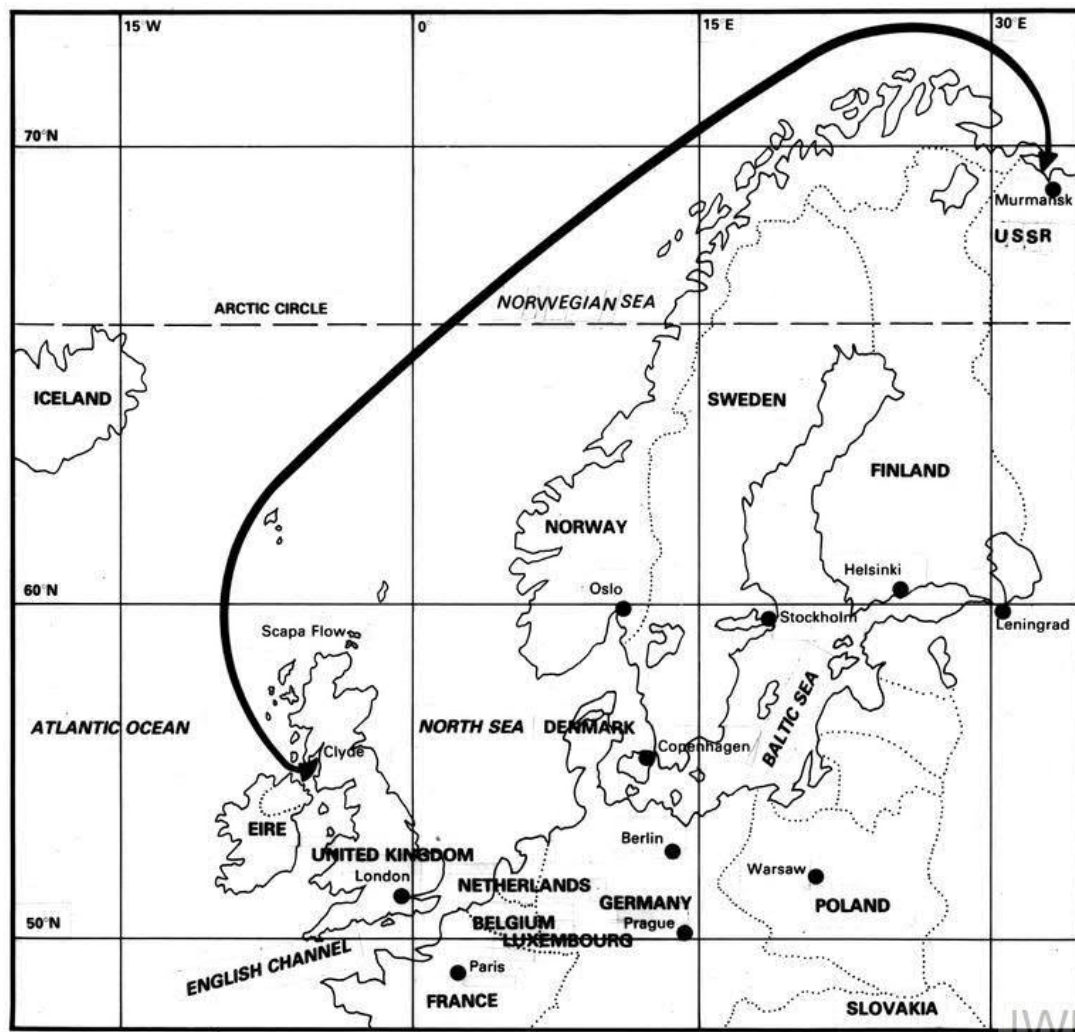 15°W
0°
15°E
30°E
70°N
Murmansk
USSR
NORWEGIAN SEA
ARCTIC CIRCLE
ICELAND
SWEDEN
FINLAND
NORWAY
Helsinki
Oslo
60°N
Stockholm
Leningrad
Scapa Flow
ATLANTIC OCEAN
NORTH SEA
DENMARK
BALTIC SEA
Clyde
Copenhagen
EIRE
UNITED KINGDOM
Berlin
London
NETHERLANDS
Warsaw
GERMANY
POLAND
BELGIUM
Prague
50°N
LUXEMBOURG
ENGLISH CHANNEL
Paris
FRANCE
SLOVAKIA